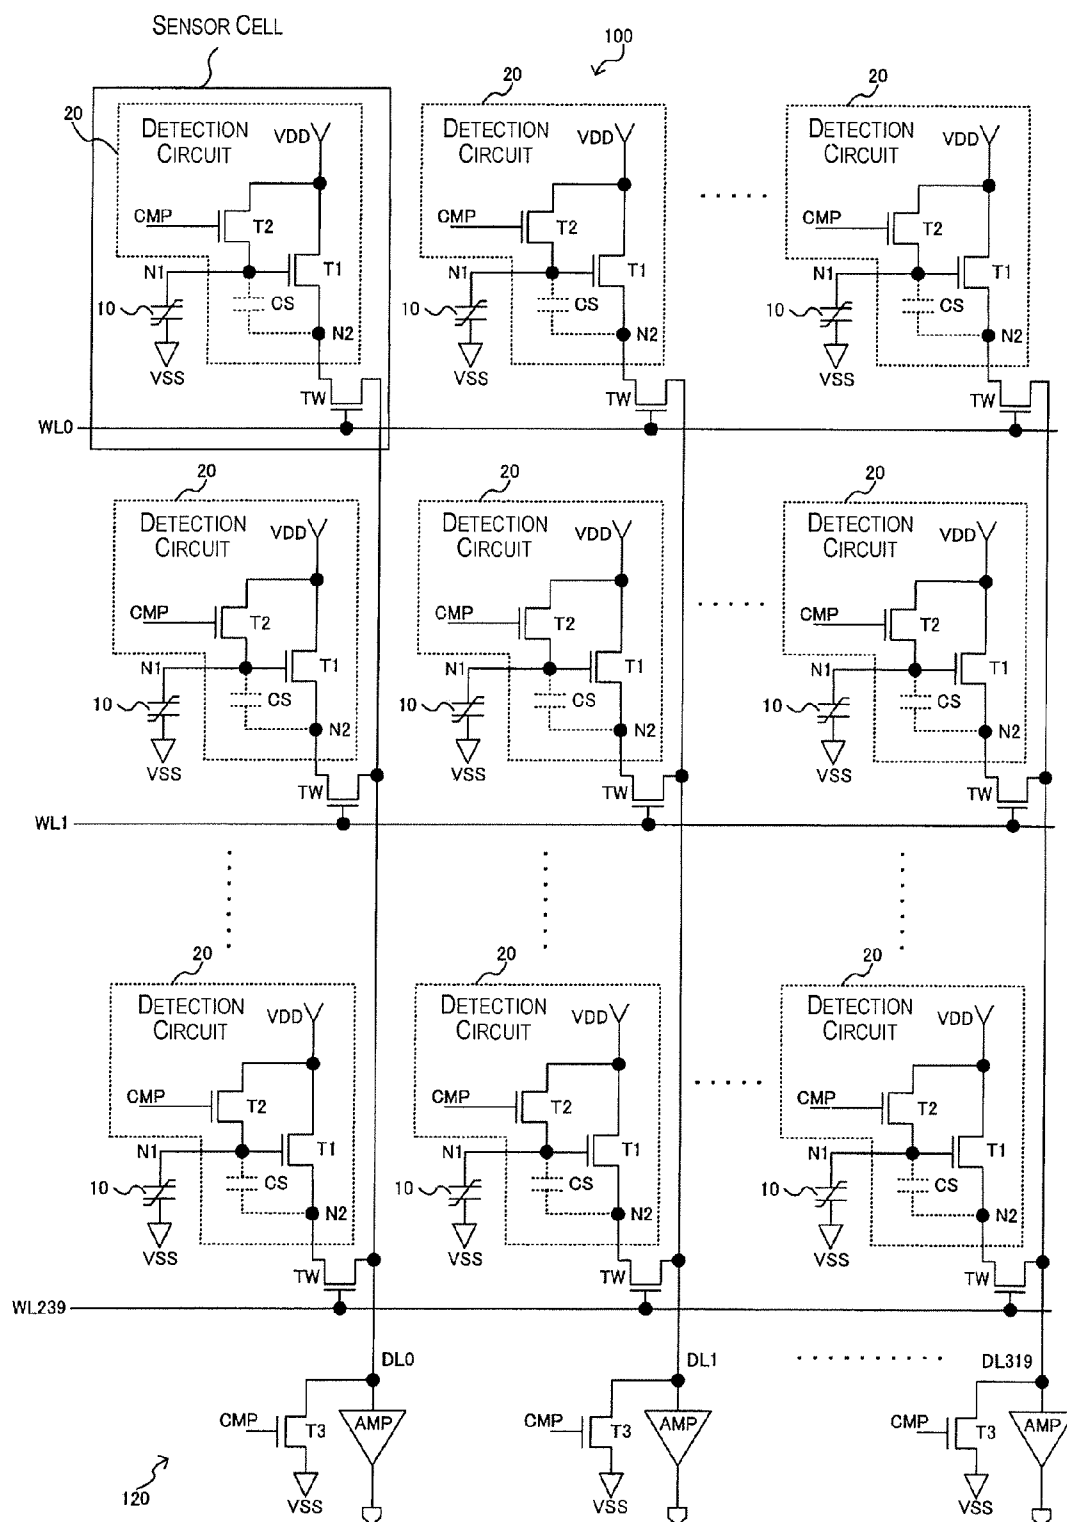 SENSOR CELL
100
20 20 20
DETECTION CIRCUIT VDD DETECTION CIRCUIT VDD DETECTION CIRCUIT VDD
CMP T2 CMP T2 CMP T2
N1 T1 N1 T1 N1 T1
10 CS 10 CS 10 CS
N2 N2 N2
VSS VSS VSS
TW TW TW
WL0
20 20 20
DETECTION CIRCUIT VDD DETECTION CIRCUIT VDD DETECTION CIRCUIT VDD
CMP T2 CMP T2 CMP T2
N1 T1 N1 T1 N1 T1
10 CS 10 CS 10 CS
N2 N2 N2
VSS VSS VSS
TW TW TW
WL1
20 20 20
DETECTION CIRCUIT VDD DETECTION CIRCUIT VDD DETECTION CIRCUIT VDD
CMP T2 CMP T2 CMP T2
N1 T1 N1 T1 N1 T1
10 CS 10 CS 10 CS
N2 N2 N2
VSS VSS VSS
TW TW TW
WL239
DL0 DL1 DL319
CMP T3 AMP CMP T3 AMP CMP T3 AMP
VSS VSS VSS
120